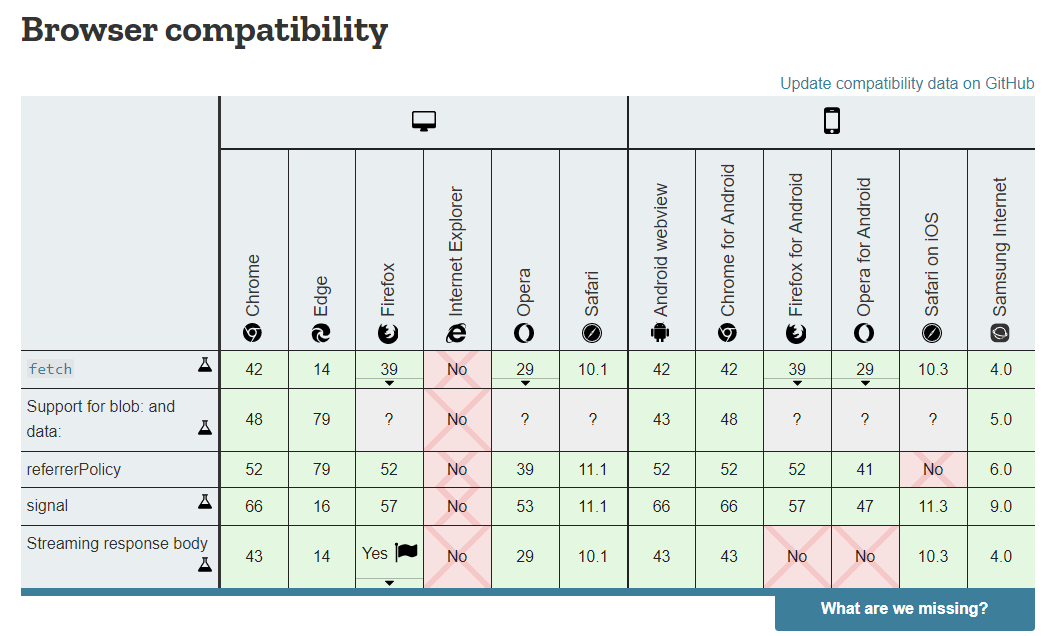 Browser compatibility
Update compatibility data on GitHub
Chrome
Edge
Firefox
Internet Explorer
Opera
Safari
Android webview
Chrome for Android
Firefox for Android
Opera for Android
Safari on iOS
Samsung Internet
fetch 42 14 39 No 29 10.1 42 42 39 29 10.3 4.0
Support for blob: and
data: 48 79 ? No ? ? 43 48 ? ? ? 5.0
referrerPolicy 52 79 52 No 39 11.1 52 52 52 41 No 6.0
signal 66 16 57 No 53 11.1 66 66 57 47 11.3 9.0
Streaming response body
43 14 Yes No 29 10.1 43 43 No No 10.3 4.0
What are we missing?